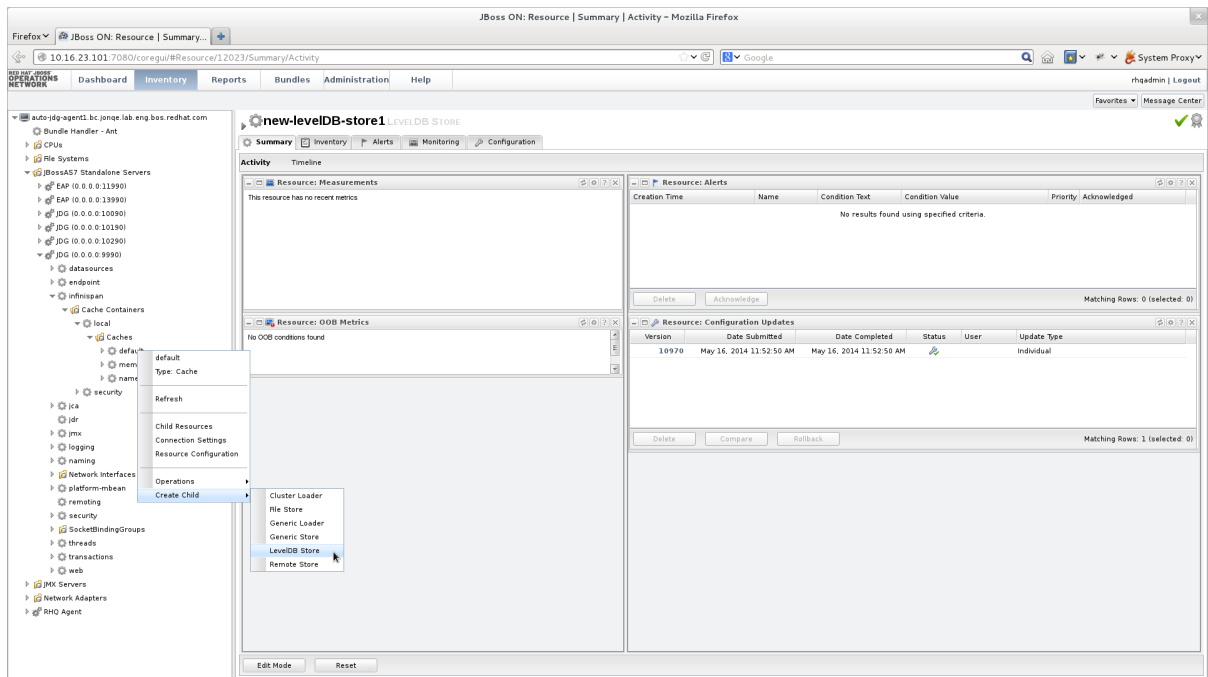 JBoss ON: Resource | Summary | Activity – Mozilla Firefox
Firefox
JBoss ON: Resource | Summary...
10.16.23.101:7080/coregui/#Resource/12023/Summary/Activity
Google
System Proxy
RED HAT JBOSS
OPERATIONS
NETWORK
Dashboard
Inventory
Reports
Bundles
Administration
Help
rhqadmin | Logout
Favorites
Message Center
auto-jdg-agent1.bc.jonqe.lab.eng.bos.redhat.com
Bundle Handler - Ant
CPUs
File Systems
JBossAS7 Standalone Servers
EAP (0.0.0.0:11990)
EAP (0.0.0.0:13990)
JDG (0.0.0.0:10090)
JDG (0.0.0.0:10190)
JDG (0.0.0.0:10290)
JDG (0.0.0.0:9990)
datasources
endpoint
infinispan
Cache Containers
local
Caches
default
mem
name
security
jca
jdr
jmx
logging
naming
Network Interfaces
platform-mbean
remoting
security
SocketBindingGroups
threads
transactions
web
JMX Servers
Network Adapters
RHQ Agent
default
Type: Cache
Refresh
Child Resources
Connection Settings
Resource Configuration
Operations
Create Child
Cluster Loader
File Store
Generic Loader
Generic Store
LevelDB Store
Remote Store
new-levelDB-store1 LEVELDB STORE
Summary
Inventory
Alerts
Monitoring
Configuration
Activity
Timeline
Resource: Measurements
This resource has no recent metrics
Resource: OOB Metrics
No OOB conditions found
Resource: Alerts
Creation Time Name Condition Text Condition Value Priority Acknowledged
No results found using specified criteria.
Delete
Acknowledge
Matching Rows: 0 (selected: 0)
Resource: Configuration Updates
Version Date Submitted Date Completed Status User Update Type
10970 May 16, 2014 11:52:50 AM May 16, 2014 11:52:50 AM Individual
Delete
Compare
Rollback
Matching Rows: 1 (selected: 0)
Edit Mode
Reset